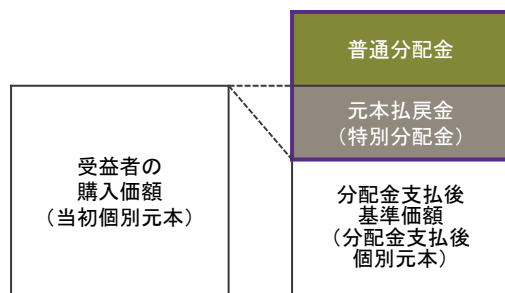 普通分配金
元本払戻金
（特別分配金）
受益者の
購入価額
（当初個別元本）
分配金支払後
基準価額
（分配金支払後
個別元本）